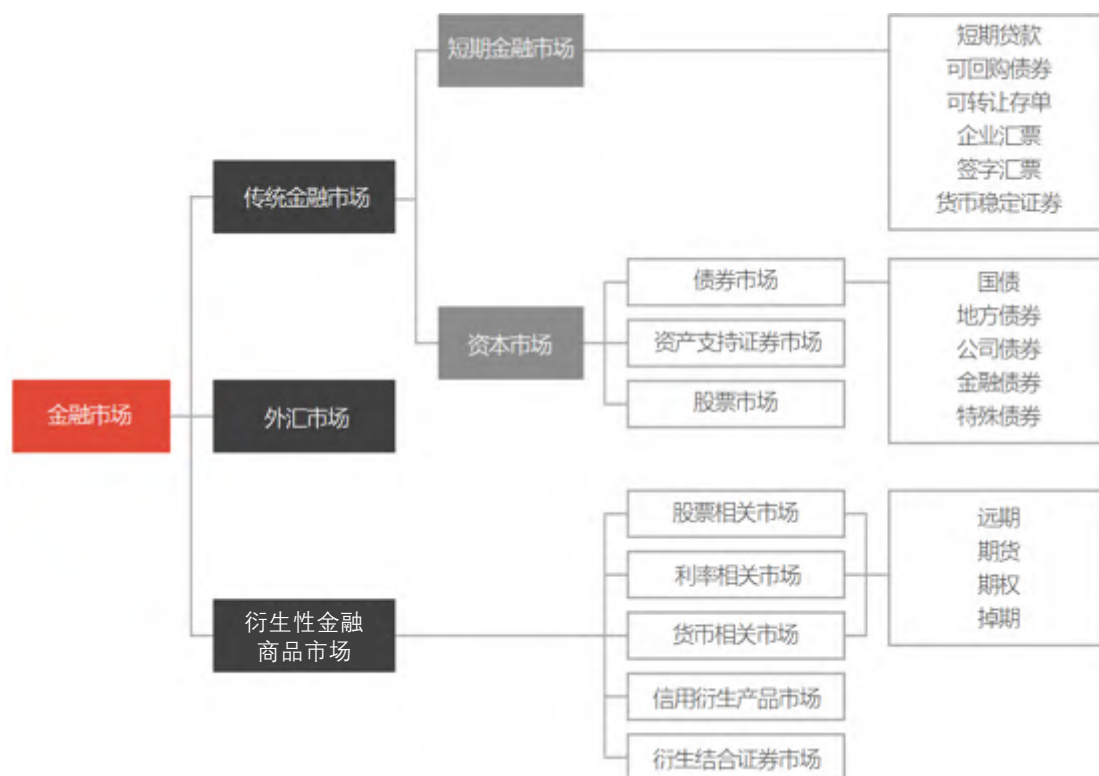 短期金融市场
短期贷款
可回购债券
可转让存单
企业汇票
签字汇票
货币稳定证券
传统金融市场
债券市场
国债
地方债券
公司债券
金融债券
特殊债券
资本市场
资产支持证券市场
股票市场
金融市场
外汇市场
股票相关市场
远期
期货
期权
掉期
利率相关市场
衍生性金融
商品市场
货币相关市场
信用衍生产品市场
衍生结合证券市场